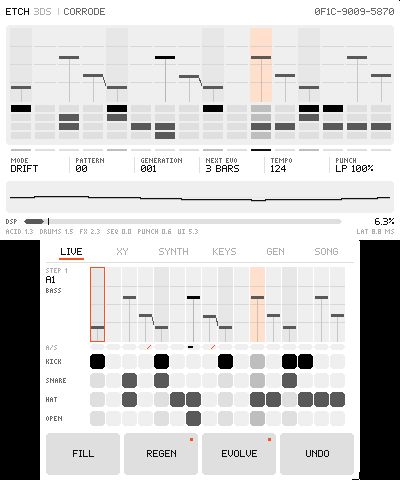 ETCH 3DS | CORRODE 0F1C-9009-5870
MODE PATTERN GENERATION NEXT EVO TEMPO PUNCH
DRIFT 00 001 3 BARS 124 LP 100%
DSP 6.3%
ACID 1.3 DRUMS 1.5 FX 2.3 SEQ 0.0 PUNCH 0.6 UI 5.3 LAT 8.8 MS
LIVE XY SYNTH KEYS GEN SONG
STEP 1
A1
BASS
A/S
KICK
SNARE
HAT
OPEN
FILL REGEN EVOLVE UNDO